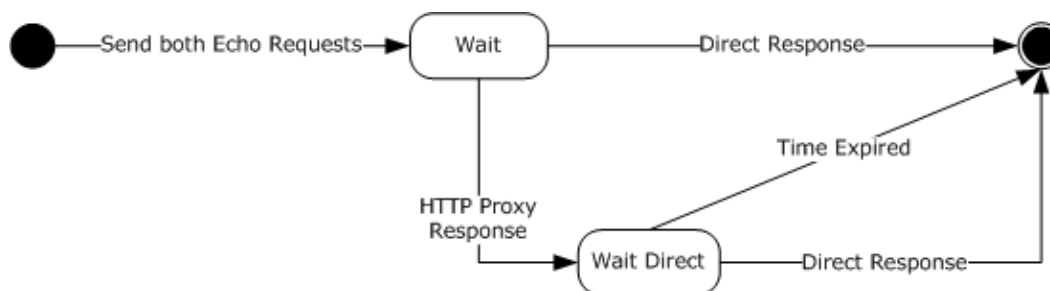 Send both Echo Requests
Wait
Direct Response
Time Expired
HTTP Proxy
Response
Wait Direct
Direct Response